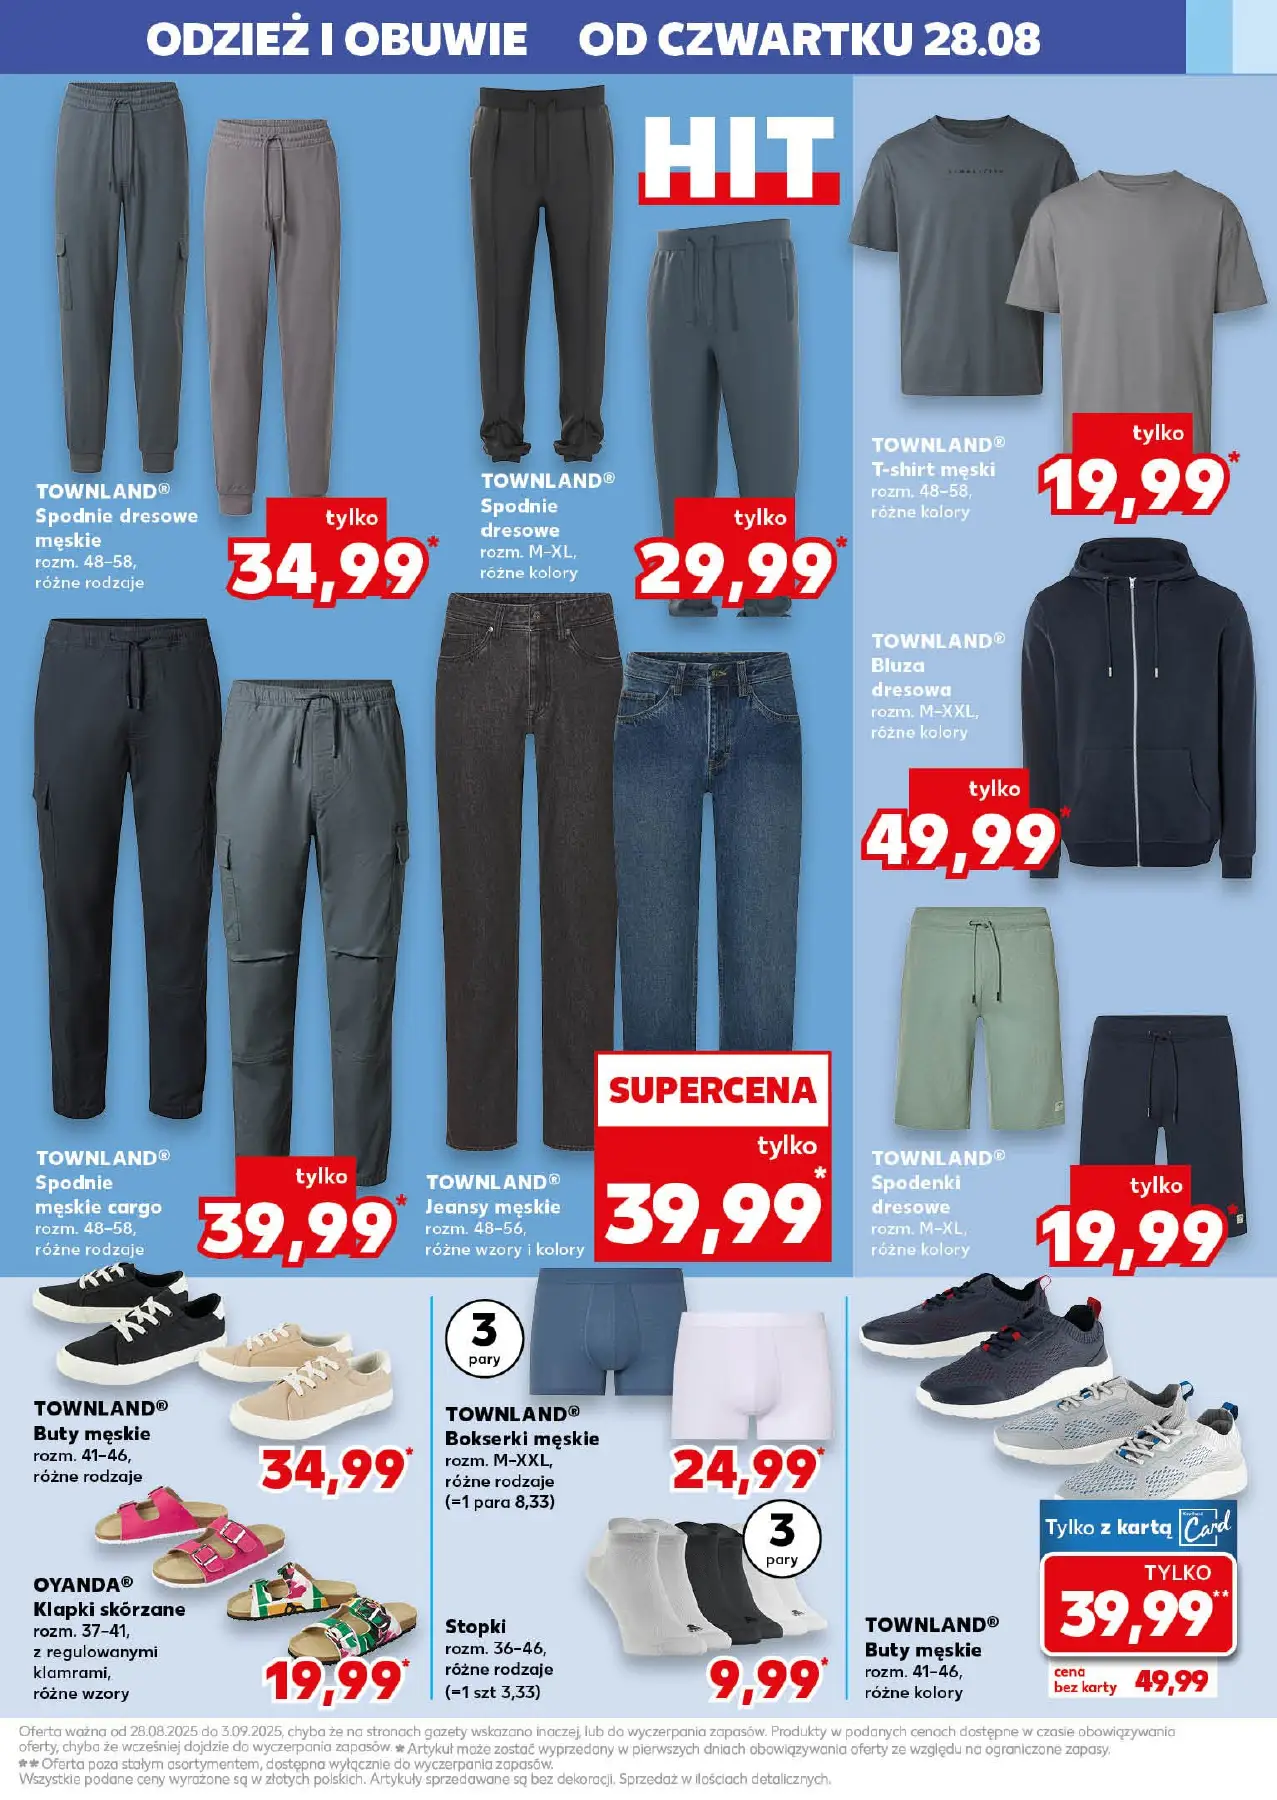 ODZIEŻ I OBUWIE OD CZWARTKU 28.08
HIT
TOWNLAND®
Spodnie dresowe
męskie
rozm. 48–58,
różne rodzaje
tylko
34,99*
TOWNLAND®
Spodnie
dresowe
rozm. M–XL,
różne kolory
tylko
29,99*
TOWNLAND®
T-shirt męski
rozm. 48–58,
różne kolory
tylko
19,99*
TOWNLAND®
Bluza
dresowa
rozm. M–XXL,
różne kolory
tylko
49,99*
TOWNLAND®
Spodnie
męskie cargo
rozm. 48–58,
różne rodzaje
tylko
39,99*
TOWNLAND®
Jeansy męskie
rozm. 48–56,
różne wzory i kolory
SUPERCENA
tylko
39,99*
TOWNLAND®
Spodenki
dresowe
rozm. M–XL,
różne kolory
tylko
19,99*
TOWNLAND®
Buty męskie
rozm. 41–46,
różne rodzaje
34,99*
OYANDA®
Klapki skórzane
rozm. 37–41,
z regulowanymi
klamrami,
różne wzory
19,99*
3
pary
TOWNLAND®
Bokserki męskie
rozm. M–XXL,
różne rodzaje
(=1 para 8,33)
24,99*
3
pary
Stopki
rozm. 36–46,
różne rodzaje
(=1 szt 3,33)
9,99*
TOWNLAND®
Buty męskie
rozm. 41–46,
różne kolory
Tylko z kartą Kaufland Card
TYLKO
39,99**
cena
bez karty 49,99
Oferta ważna od 28.08.2025 do 3.09.2025, chyba że na stronach gazety wskazano inaczej, lub do wyczerpania zapasów. Produkty w podanych cenach dostępne w czasie obowiązywania
oferty, chyba że wcześniej dojdzie do wyczerpania zapasów. * Artykuł może zostać wyprzedany w pierwszych dniach obowiązywania oferty ze względu na ograniczone zapasy.
** Oferta poza stałym asortymentem, dostępna wyłącznie do wyczerpania zapasów.
Wszystkie podane ceny wyrażone są w złotych polskich. Artykuły sprzedawane są bez dekoracji. Sprzedaż w ilościach detalicznych.